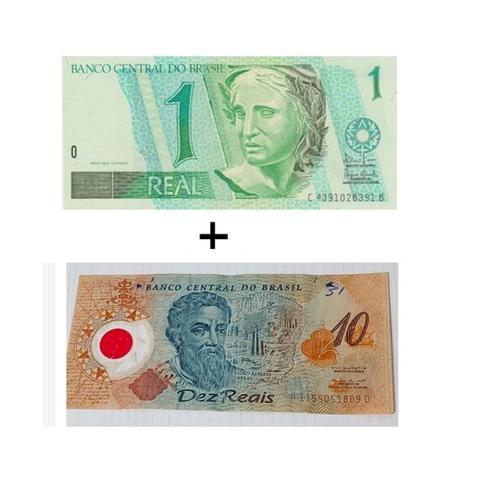 BANCO CENTRAL DO BRASIL
1
1
0
REAL
C 4391028391 B
+
BANCO CENTRAL DO BRASIL
51
10
PEDRO ÁLVARES
CABRAL
Dez Reais
A 1155051809 D